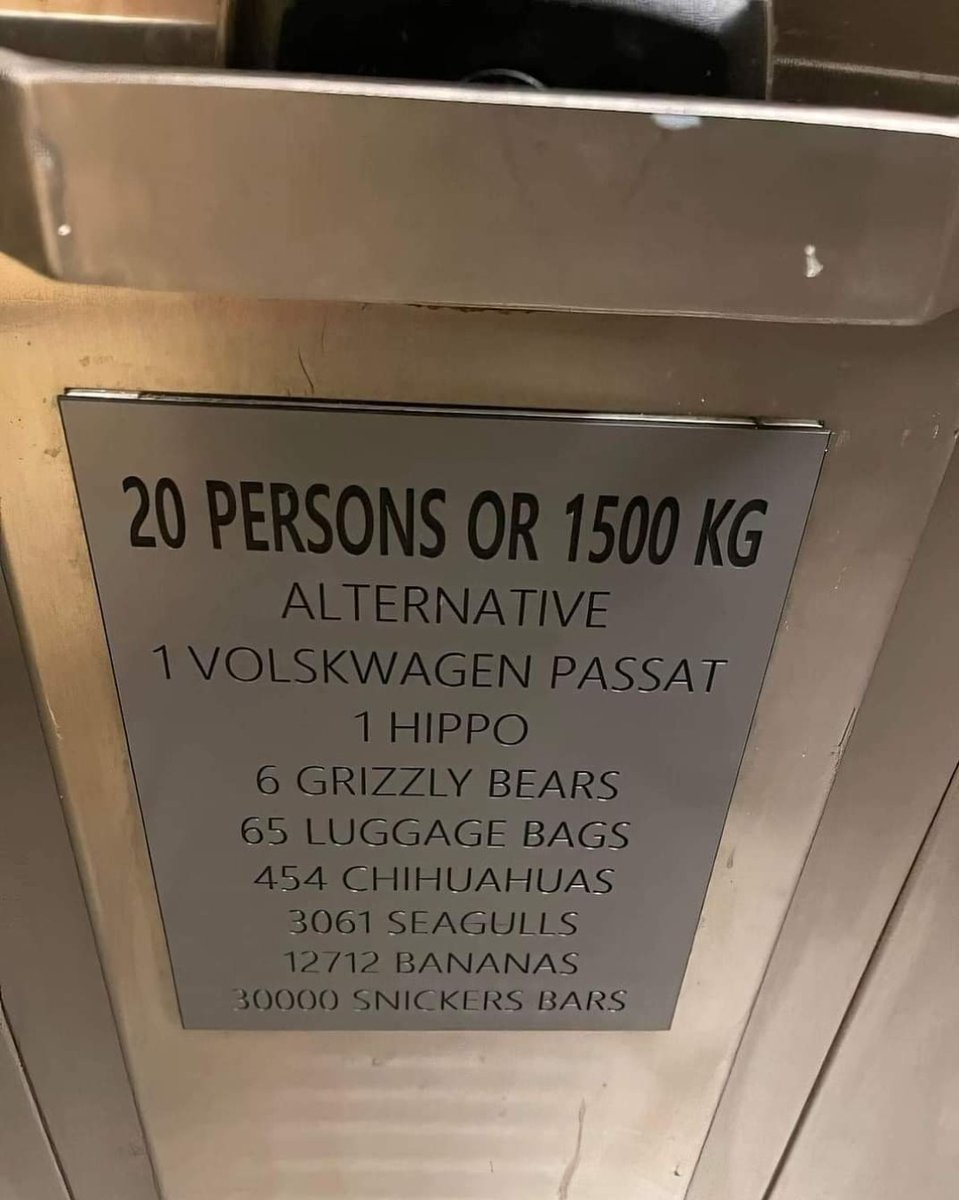 20 PERSONS OR 1500 KG
ALTERNATIVE
1 VOLSKWAGEN PASSAT
1 HIPPO
6 GRIZZLY BEARS
65 LUGGAGE BAGS
454 CHIHUAHUAS
3061 SEAGULLS
12712 BANANAS
30000 SNICKERS BARS